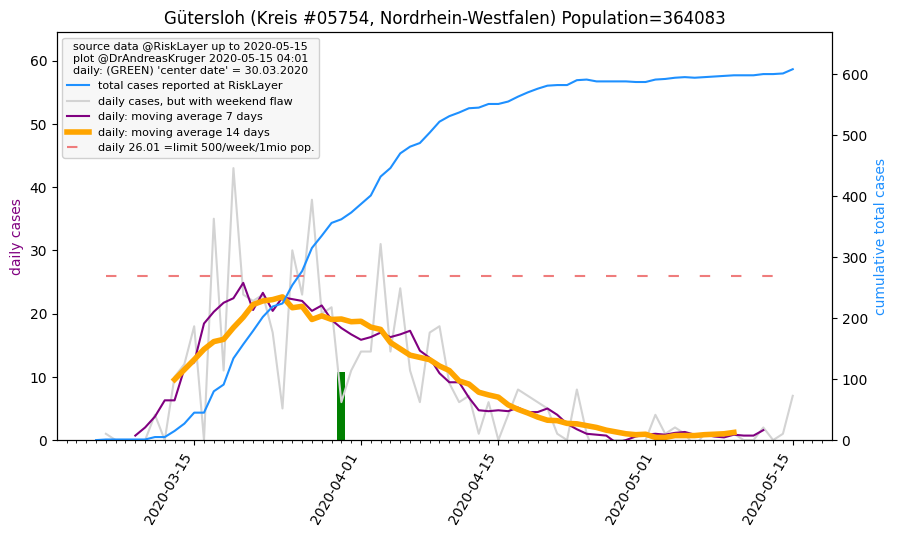 Gütersloh (Kreis #05754, Nordrhein-Westfalen) Population=364083
source data @RiskLayer up to 2020-05-15
plot @DrAndreasKruger 2020-05-15 04:01
daily: (GREEN) 'center date' = 30.03.2020
total cases reported at RiskLayer
daily cases, but with weekend flaw
daily: moving average 7 days
daily: moving average 14 days
daily 26.01 =limit 500/week/1mio pop.
daily cases
60
50
40
30
20
10
0
cumulative total cases
600
500
400
300
200
100
0
2020-03-15
2020-04-01
2020-04-15
2020-05-01
2020-05-15